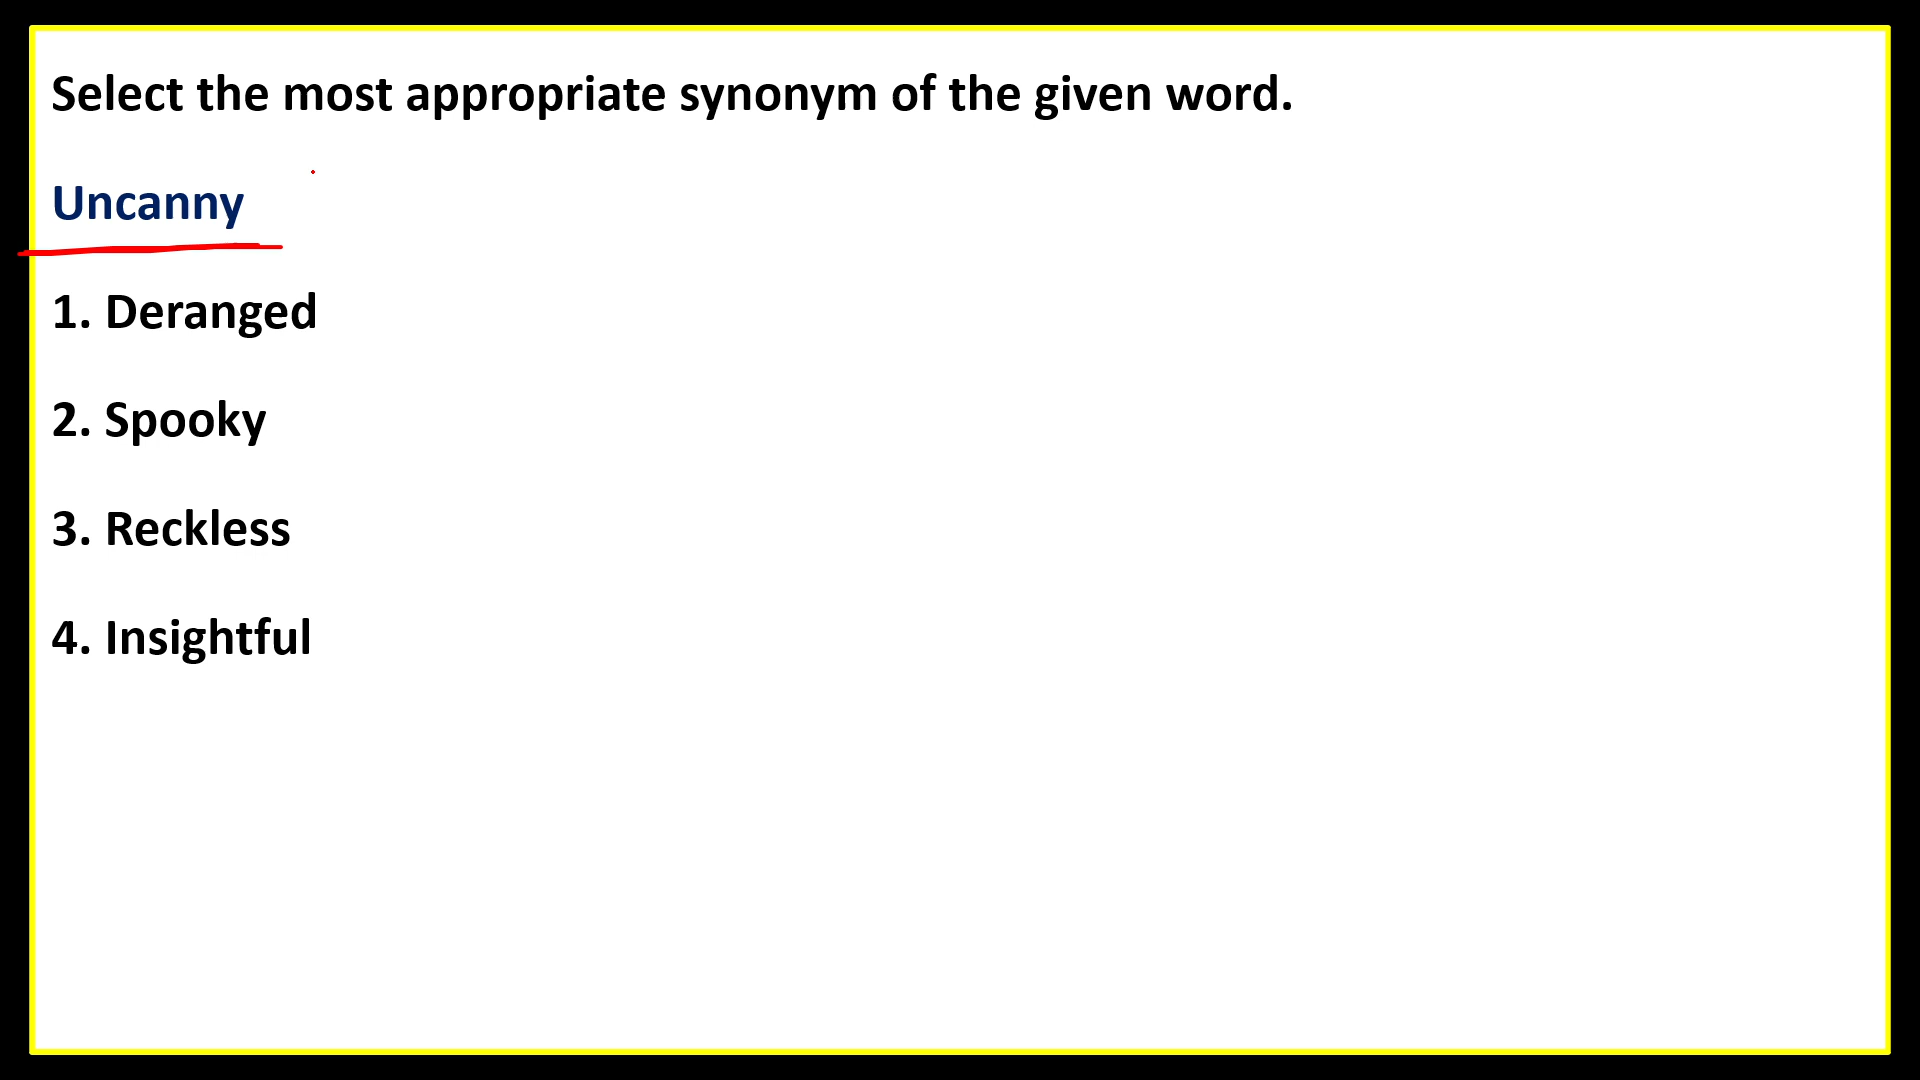 Select the most appropriate synonym of the given word.
Uncanny
1. Deranged
2. Spooky
3. Reckless
4. Insightful